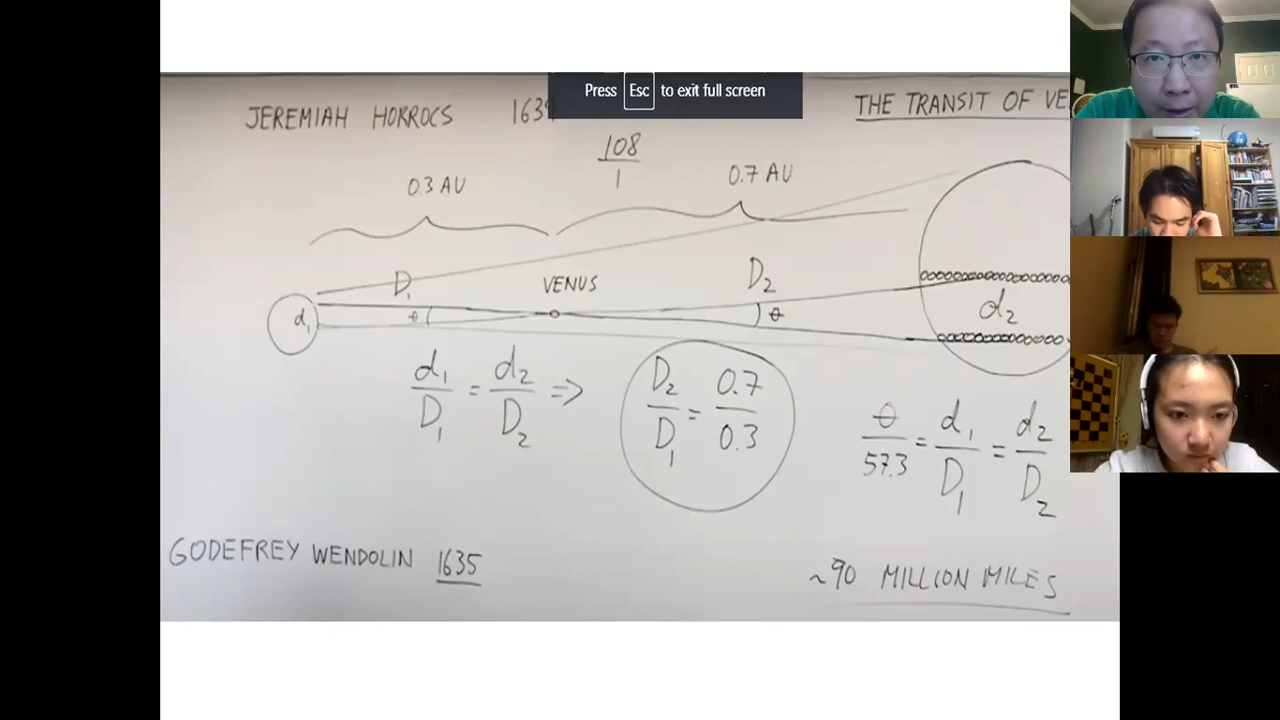 Press Esc to exit full screen
JEREMIAH HORROCS 1639
THE TRANSIT OF VE
108
1
0.3 AU
0.7 AU
D₁
VENUS
D₂
d₁
θ
θ
d₂
d₁/D₁ = d₂/D₂ =>
D₂/D₁ = 0.7/0.3
θ/57.3 = d₁/D₁ = d₂/D₂
GODEFREY WENDOLIN 1635
~90 MILLION MILES